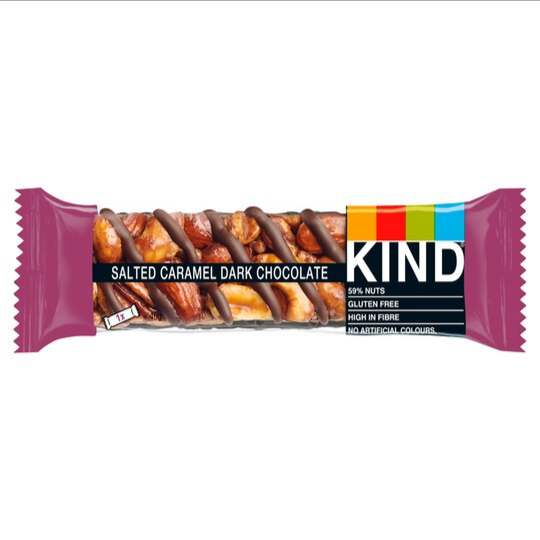 SALTED CARAMEL DARK CHOCOLATE
1x
KIND
59% NUTS
GLUTEN FREE
HIGH IN FIBRE
NO ARTIFICIAL COLOURS,